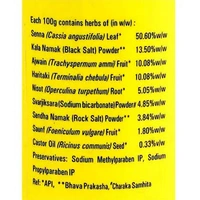 Each 100g contains herbs of (in w/w) :
Senna (Cassia angustifolia) Leaf* 50.60% w/w
Kala Namak (Black Salt) Powder** 13.50% w/w
Ajwain (Trachyspermum ammi) Fruit* 10.08% w/w
Haritaki (Terminalia chebula) Fruit* 10.08% w/w
Nisot (Operculina turpethum) Root* 5.05% w/w
Svarjiksara (Sodium bicarbonate) Powder# 4.85% w/w
Sendha Namak (Rock Salt) Powder** 3.84% w/w
Saunf (Foeniculum vulgare) Fruit* 1.80% w/w
Castor Oil (Ricinus communis) Seed* 0.33% w/w
Preservatives: Sodium Methylparaben IP, Sodium
Propylparaben IP
Ref: *API, **Bhava Prakasha, #Charaka Samhita